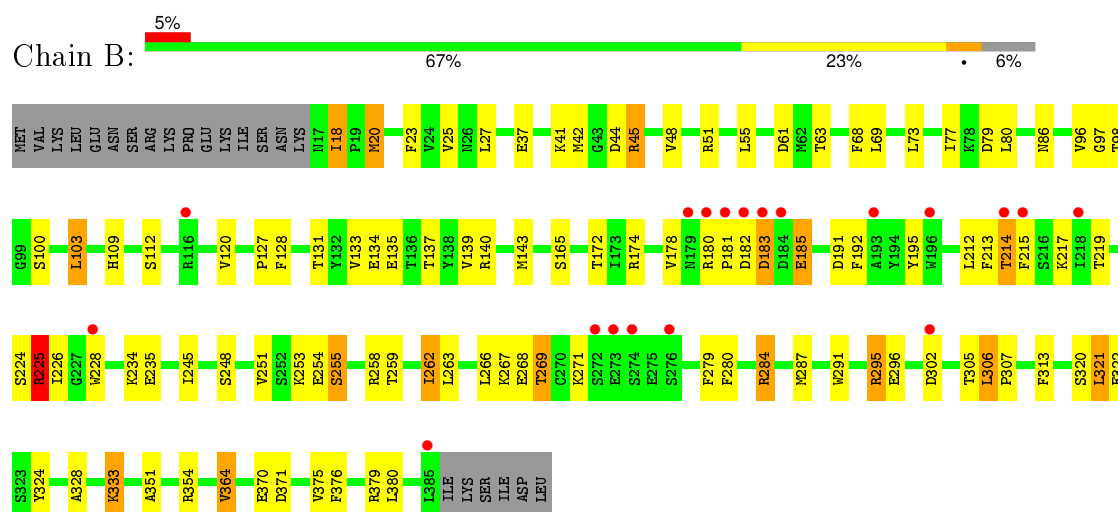 5%
Chain B:
67% 23% • 6%
MET VAL LYS LEU GLU ASN SER ARG LYS PRO GLU LYS ILE SER ASN LYS N17 I18 P19 M20 F23 V24 V25 N26 L27 E37 K41 M42 G43 D44 R45 V48 R51 L55 D61 M62 T63 F68 L69 L73 I77 K78 D79 L80 N86 V96 G97 T98
G99 S100 L103 H109 S112 R116 V120 P127 F128 T131 Y132 V133 E134 E135 T136 T137 Y138 V139 R140 M143 S165 T172 I173 R174 V178 N179 R180 P181 D182 D183 D184 E185 D191 F192 A193 Y194 Y195 W196 L212 F213 T214 F215 S216 K217 I218 T219
S224 R225 I226 G227 W228 K234 E235 I245 S248 V251 S252 K253 E254 S255 R258 T259 I262 L263 L266 K267 E268 T269 C270 K271 S272 E273 S274 E275 S276 F279 F280 R284 M287 W291 R295 E296 D302 T305 L306 P307 F313 S320 L321 E322
S323 Y324 A328 K333 A351 R354 V364 E370 D371 V375 F376 R379 L380 L385 ILE LYS SER ILE ASP LEU